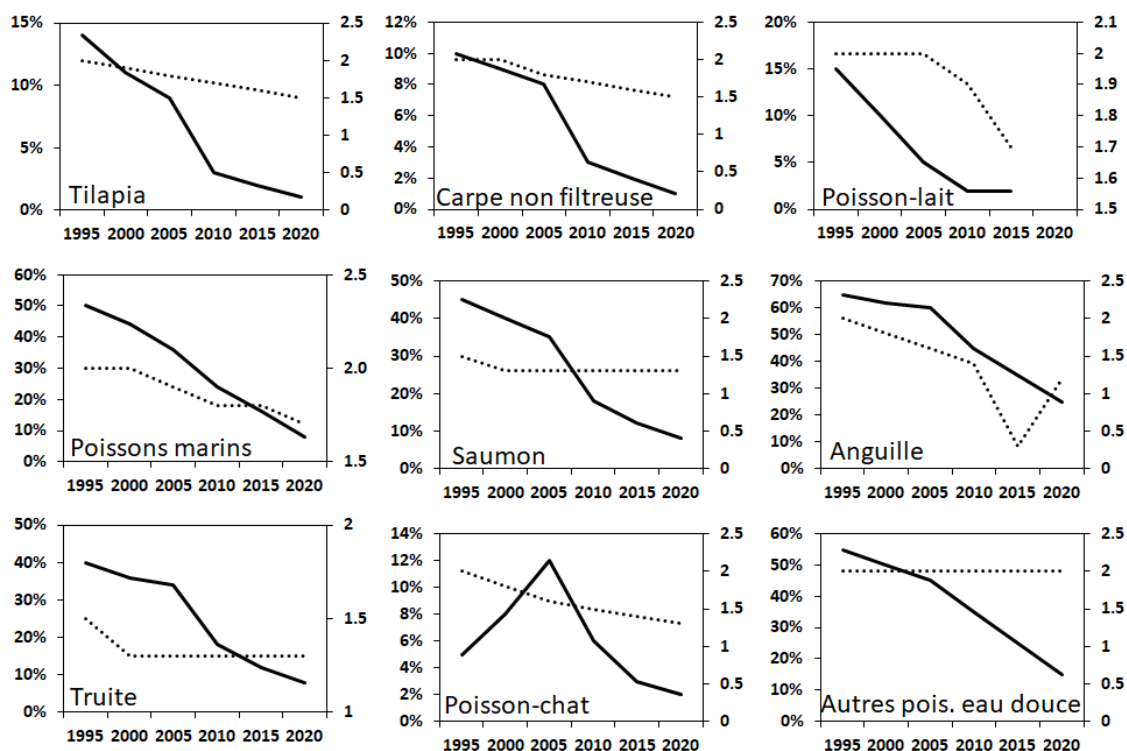 15% 2.5 12% 2.5 20% 2.1
10% 2 10% 2 15% 2
5% 1.5 8% 1.5 10% 1.9
0% 1 6% 1 5% 1.8
0.5 4% 0.5 0% 1.7
0 2% 0 1.6
0% 1.5
Tilapia Carpe non filtreuse Poisson-lait
1995 2000 2005 2010 2015 2020 1995 2000 2005 2010 2015 2020 1995 2000 2005 2010 2015 2020
60% 2.5 50% 2.5 70% 2.5
50% 2.0 40% 2 60% 2
40% 1.5 30% 1.5 50% 1.5
30% 20% 1 40% 1
20% 10% 0.5 30% 0.5
10% 0% 0 20% 0
0% 10%
0%
Poissons marins Saumon Anguille
1995 2000 2005 2010 2015 2020 1995 2000 2005 2010 2015 2020 1995 2000 2005 2010 2015 2020
50% 2 14% 2.5 60% 2.5
40% 1.5 12% 2 50% 2
30% 1 10% 1.5 40% 1.5
20% 8% 1 30% 1
10% 6% 0.5 20% 0.5
0% 4% 0 10% 0
2% 0%
0%
Truite Poisson-chat Autres pois. eau douce
1995 2000 2005 2010 2015 2020 1995 2000 2005 2010 2015 2020 1995 2000 2005 2010 2015 2020